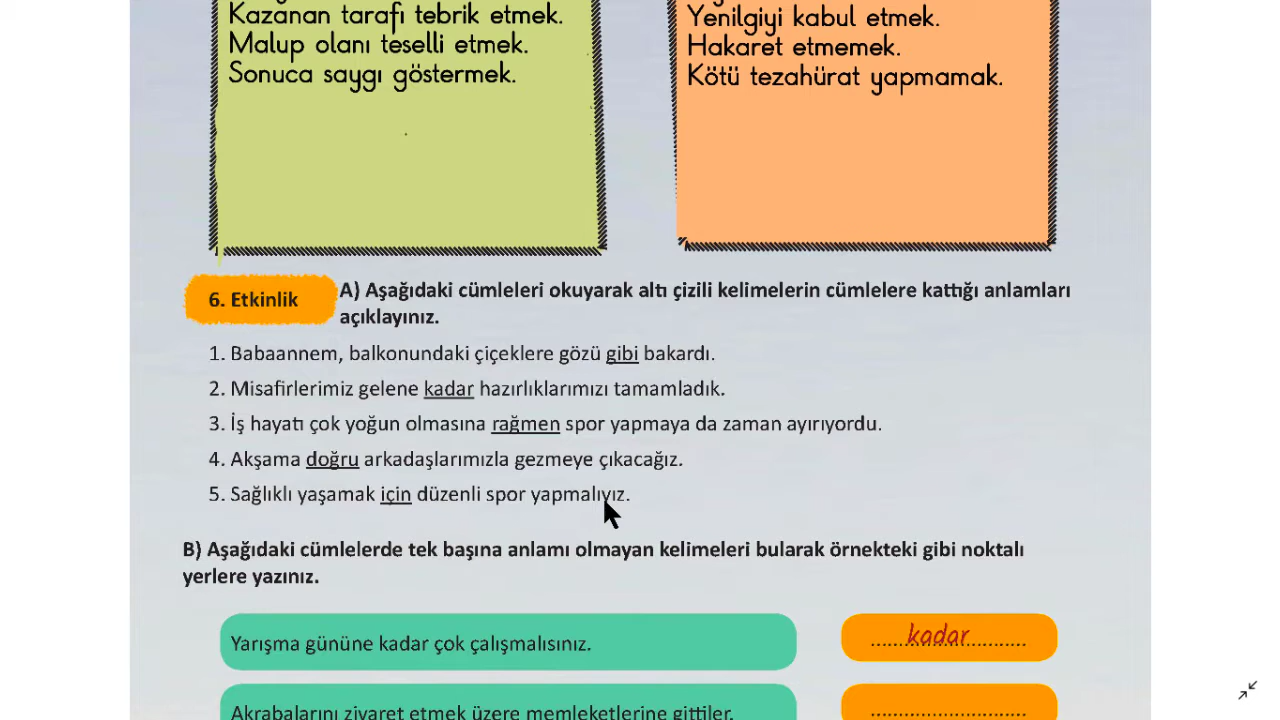 Kazanan tarafı tebrik etmek.
Malup olanı teselli etmek.
Sonuca saygı göstermek.
Yenilgiyi kabul etmek.
Hakaret etmemek.
Kötü tezahürat yapmamak.
6. Etkinlik
A) Aşağıdaki cümleleri okuyarak altı çizili kelimelerin cümlelere kattığı anlamları
açıklayınız.
1. Babaannem, balkonundaki çiçeklere gözü gibi bakardı.
2. Misafirlerimiz gelene kadar hazırlıklarımızı tamamladık.
3. İş hayatı çok yoğun olmasına rağmen spor yapmaya da zaman ayırıyordu.
4. Akşama doğru arkadaşlarımızla gezmeye çıkacağız.
5. Sağlıklı yaşamak için düzenli spor yapmalıyız.
B) Aşağıdaki cümlelerde tek başına anlamı olmayan kelimeleri bularak örnekteki gibi noktalı
yerlere yazınız.
Yarışma gününe kadar çok çalışmalısınız.
kadar
Akrabalarını ziyaret etmek üzere memleketlerine gittiler.